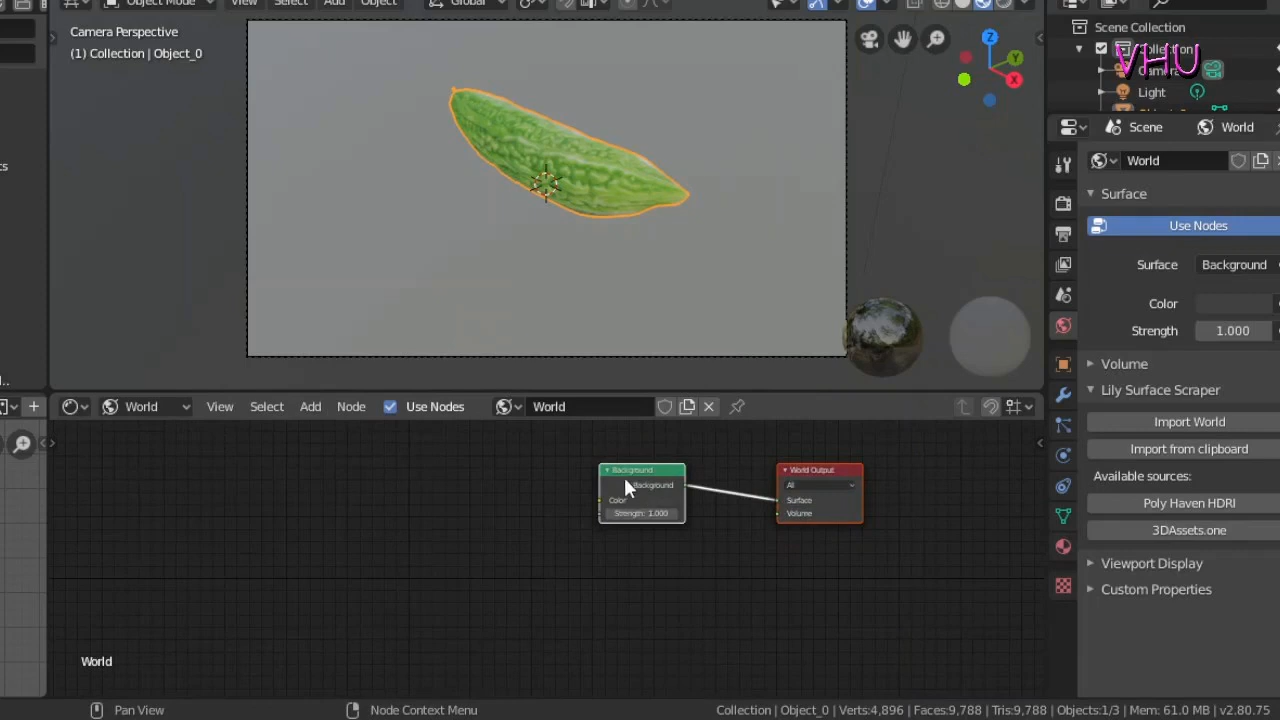 Object Mode View Select Add Object Global
Camera Perspective
(1) Collection | Object_0
Z
Y
X
Scene Collection
Camera
VHU
Light
Scene World
World
Surface
Use Nodes
Surface Background
Color
Strength 1.000
Volume
Lily Surface Scraper
Import World
Import from clipboard
Available sources:
Poly Haven HDRI
3DAssets.one
Viewport Display
Custom Properties
World View Select Add Node Use Nodes World
Background
Background
Color
Strength: 1.000
World Output
All
Surface
Volume
World
Pan View
Node Context Menu
Collection | Object_0 | Verts:4,896 | Faces:9,788 | Tris:9,788 | Objects:1/3 | Mem: 61.0 MB | v2.80.75